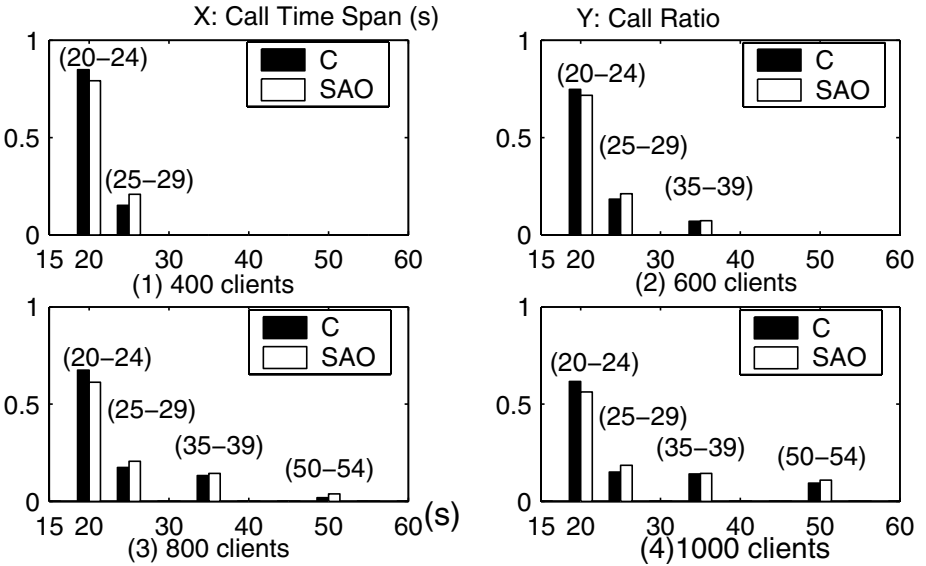 X: Call Time Span (s)
Y: Call Ratio
1
0.5
0
(20−24)
(25−29)
C
SAO
15 20 30 40 50 60
(1) 400 clients
1
0.5
0
(20−24)
(25−29)
(35−39)
C
SAO
15 20 30 40 50 60
(2) 600 clients
1
0.5
0
(20−24)
(25−29)
(35−39)
(50−54)
C
SAO
15 20 30 40 50 60 (s)
(3) 800 clients
1
0.5
0
(20−24)
(25−29)
(35−39)
(50−54)
C
SAO
15 20 30 40 50 60
(4)1000 clients